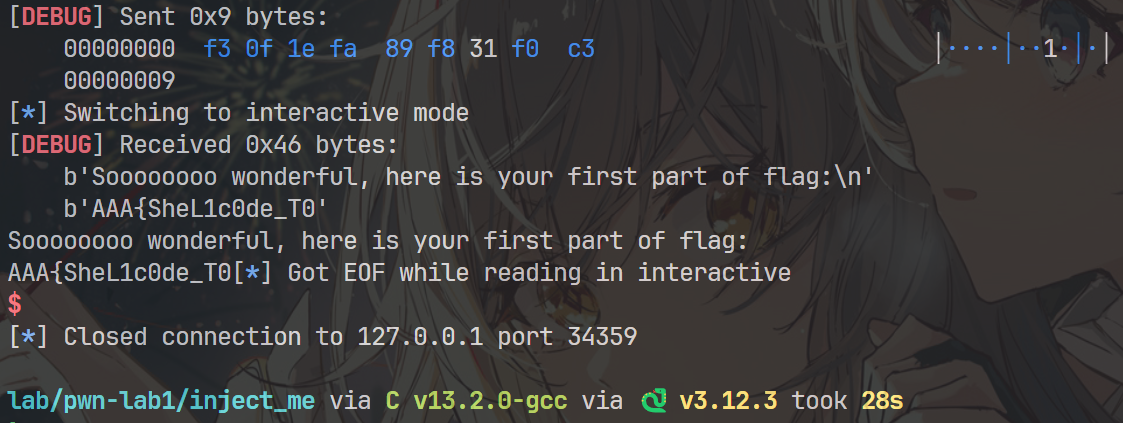 [DEBUG] Sent 0x9 bytes:
    00000000  f3 0f 1e fa  89 f8 31 f0  c3                        │····│··1·│·│
    00000009
[*] Switching to interactive mode
[DEBUG] Received 0x46 bytes:
    b'Soooooooo wonderful, here is your first part of flag:\n'
    b'AAA{SheL1c0de_T0'
Soooooooo wonderful, here is your first part of flag:
AAA{SheL1c0de_T0[*] Got EOF while reading in interactive
$
[*] Closed connection to 127.0.0.1 port 34359
lab/pwn-lab1/inject_me via C v13.2.0-gcc via v3.12.3 took 28s